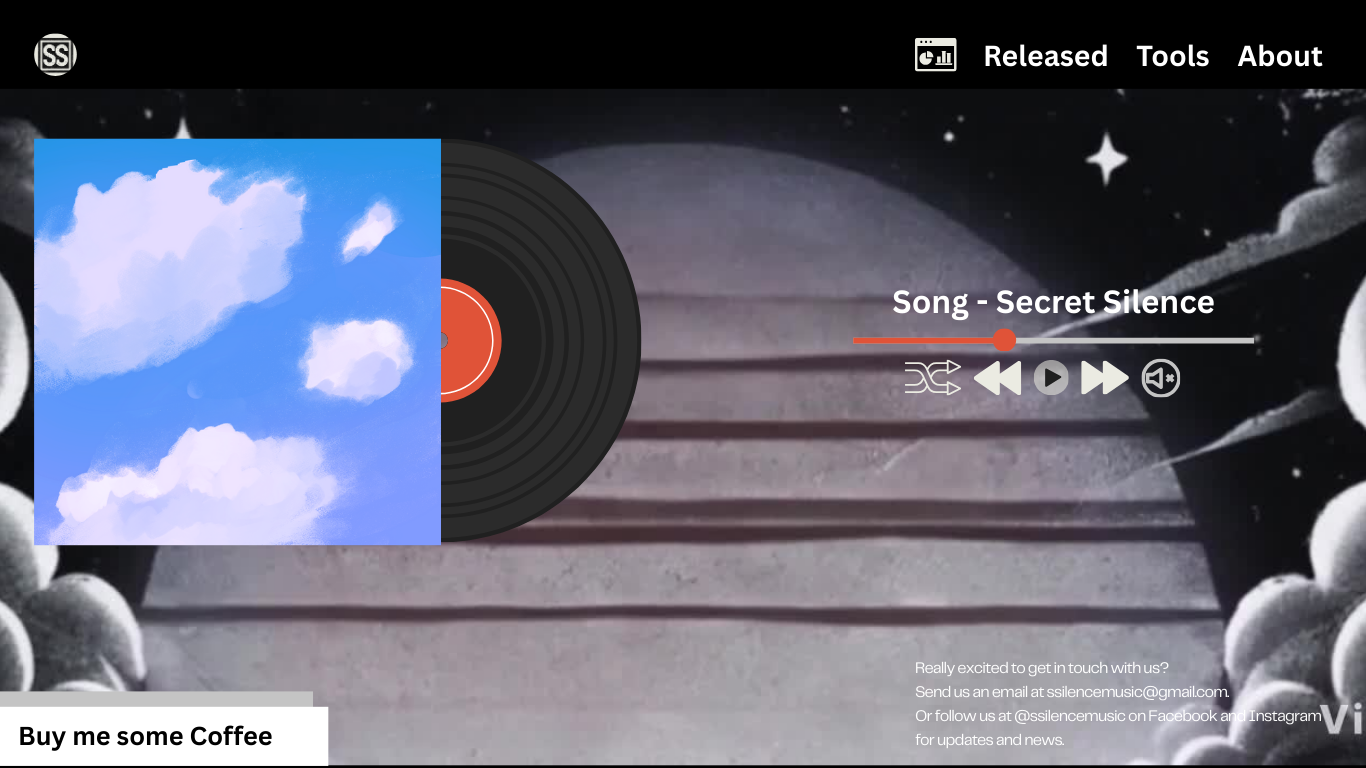 SS
Released Tools About
Song - Secret Silence
Really excited to get in touch with us?
Send us an email at ssilencemusic@gmail.com.
Or follow us at @ssilencemusic on Facebook and Instagram
for updates and news.
Vi
Buy me some Coffee